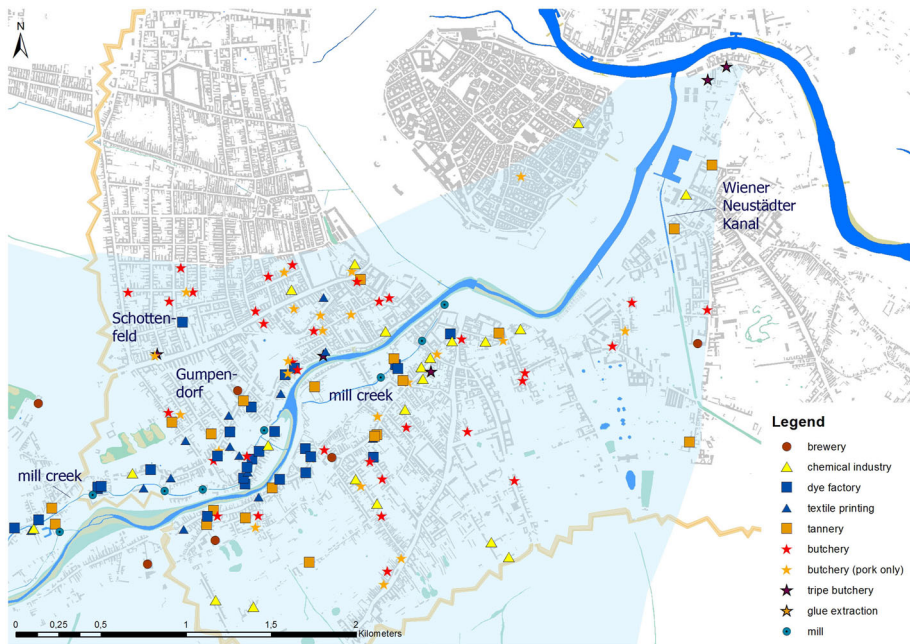 N
Wiener
Neustädter
Kanal
Schotten-
feld
Gumpen-
dorf
mill creek
mill creek
Legend
brewery
chemical industry
dye factory
textile printing
tannery
butchery
butchery (pork only)
tripe butchery
glue extraction
mill
0 0,25 0,5 1 1,5 2
Kilometers